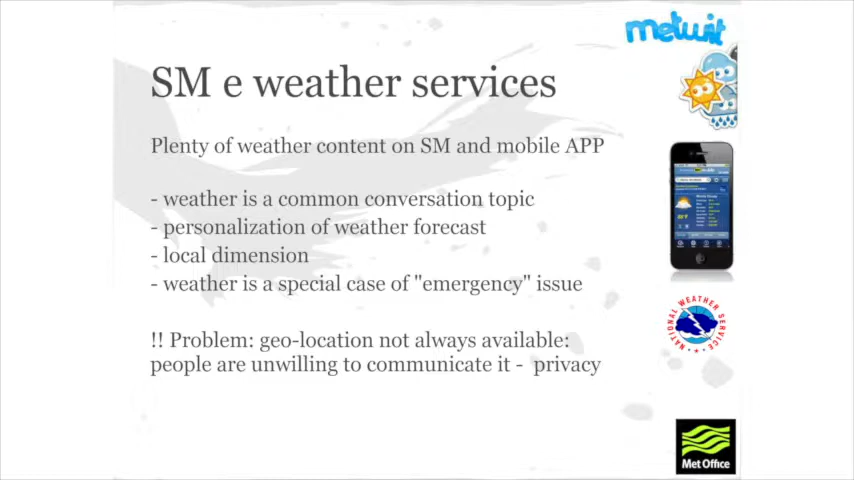 metwit
SM e weather services
Plenty of weather content on SM and mobile APP
- weather is a common conversation topic
- personalization of weather forecast
- local dimension
- weather is a special case of "emergency" issue
!! Problem: geo-location not always available:
people are unwilling to communicate it - privacy
NATIONAL WEATHER SERVICE
Met Office